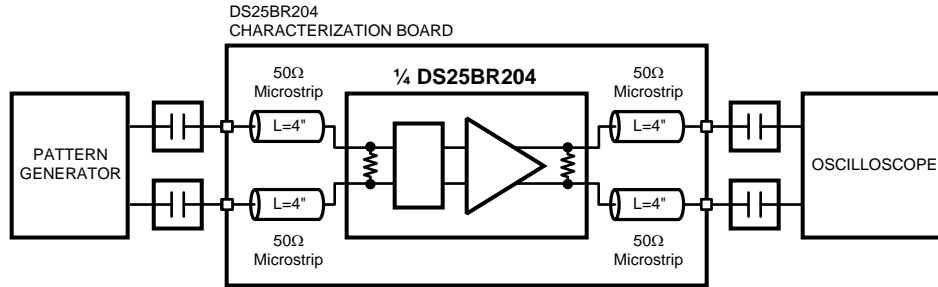 DS25BR204
CHARACTERIZATION BOARD
50Ω
Microstrip
¼ DS25BR204
50Ω
Microstrip
L=4"
L=4"
PATTERN
GENERATOR
OSCILLOSCOPE
L=4"
L=4"
50Ω
Microstrip
50Ω
Microstrip